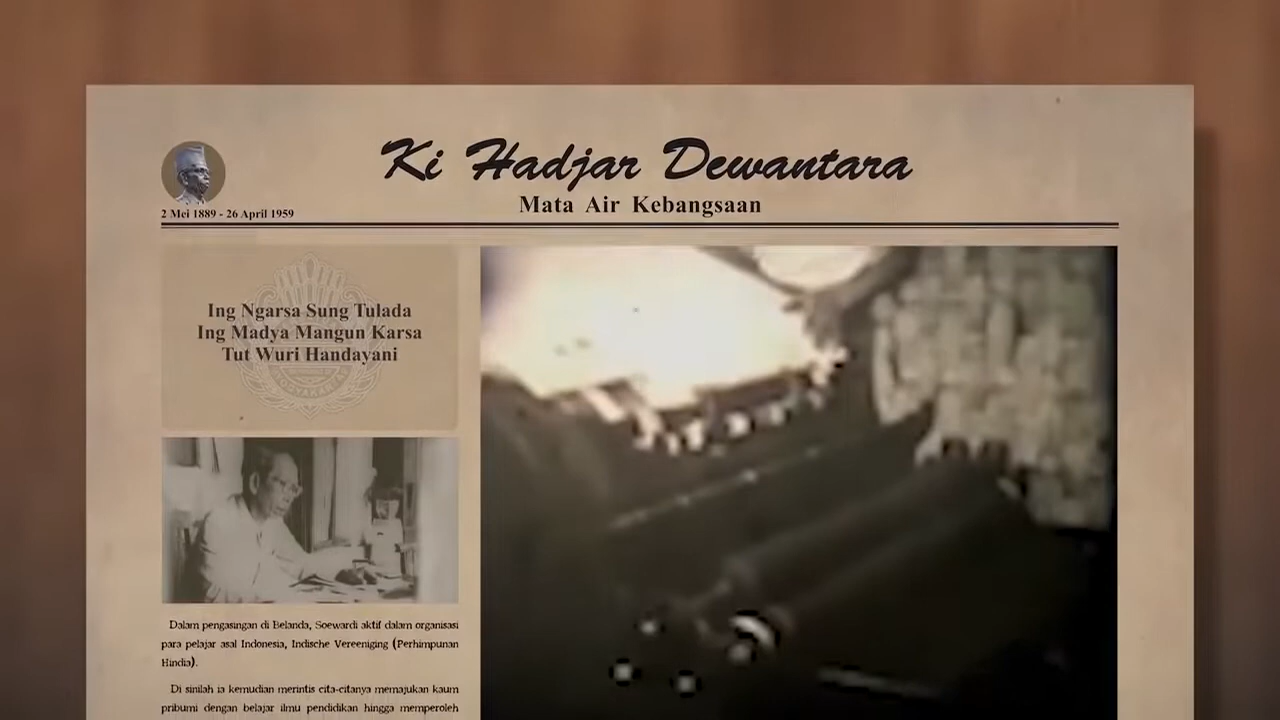 Ki Hadjar Dewantara
Mata Air Kebangsaan
2 Mei 1889 - 26 April 1959
Ing Ngarsa Sung Tulada
Ing Madya Mangun Karsa
Tut Wuri Handayani
Dalam pengasingan di Belanda, Soewardi aktif dalam organisasi
para pelajar asal Indonesia, Indische Vereeniging (Perhimpunan
Hindia).
Di sinilah ia kemudian merintis cita-citanya memajukan kaum
pribumi dengan belajar ilmu pendidikan hingga memperoleh